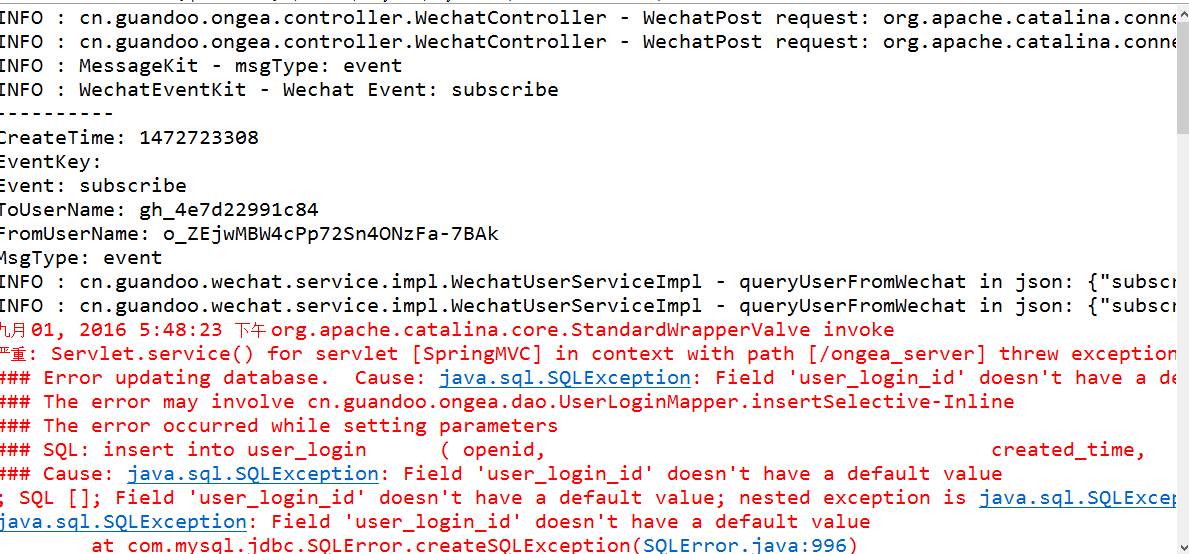 INFO : cn.guandoo.ongea.controller.WechatController - WechatPost request: org.apache.catalina.conne
INFO : cn.guandoo.ongea.controller.WechatController - WechatPost request: org.apache.catalina.conne
INFO : MessageKit - msgType: event
INFO : WechatEventKit - Wechat Event: subscribe
----------
CreateTime: 1472723308
EventKey:
Event: subscribe
ToUserName: gh_4e7d22991c84
FromUserName: o_ZEjwMBW4cPp72Sn4ONzFa-7BAk
MsgType: event
INFO : cn.guandoo.wechat.service.impl.WechatUserServiceImpl - queryUserFromWechat in json: {"subscr
INFO : cn.guandoo.wechat.service.impl.WechatUserServiceImpl - queryUserFromWechat in json: {"subscr
九月 01, 2016 5:48:23 下午 org.apache.catalina.core.StandardWrapperValve invoke
严重: Servlet.service() for servlet [SpringMVC] in context with path [/ongea_server] threw exception
### Error updating database.  Cause: java.sql.SQLException: Field 'user_login_id' doesn't have a de
### The error may involve cn.guandoo.ongea.dao.UserLoginMapper.insertSelective-Inline
### The error occurred while setting parameters
### SQL: insert into user_login      ( openid,                                     created_time,
### Cause: java.sql.SQLException: Field 'user_login_id' doesn't have a default value
; SQL []; Field 'user_login_id' doesn't have a default value; nested exception is java.sql.SQLExcep
java.sql.SQLException: Field 'user_login_id' doesn't have a default value
at com.mysql.jdbc.SQLError.createSQLException(SQLError.java:996)